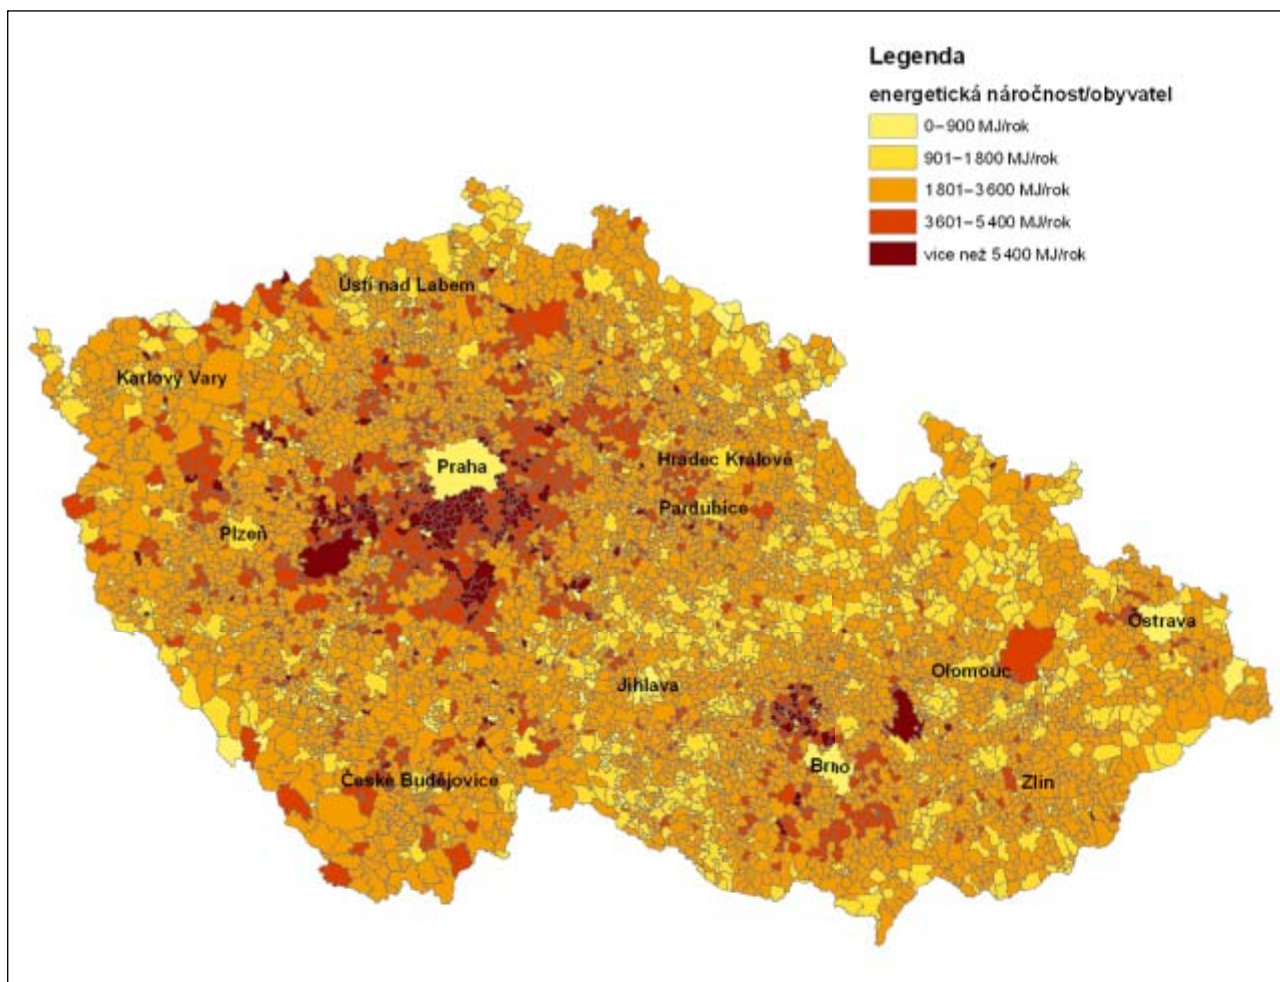 Legenda
energetická náročnost/obyvatel
0–900 MJ/rok
901–1 800 MJ/rok
1 801–3 600 MJ/rok
3 601–5 400 MJ/rok
více než 5 400 MJ/rok
Ústí nad Labem
Karlovy Vary
Praha
Hradec Králové
Pardubice
Plzeň
Ostrava
Olomouc
Jihlava
Brno
České Budějovice
Zlín